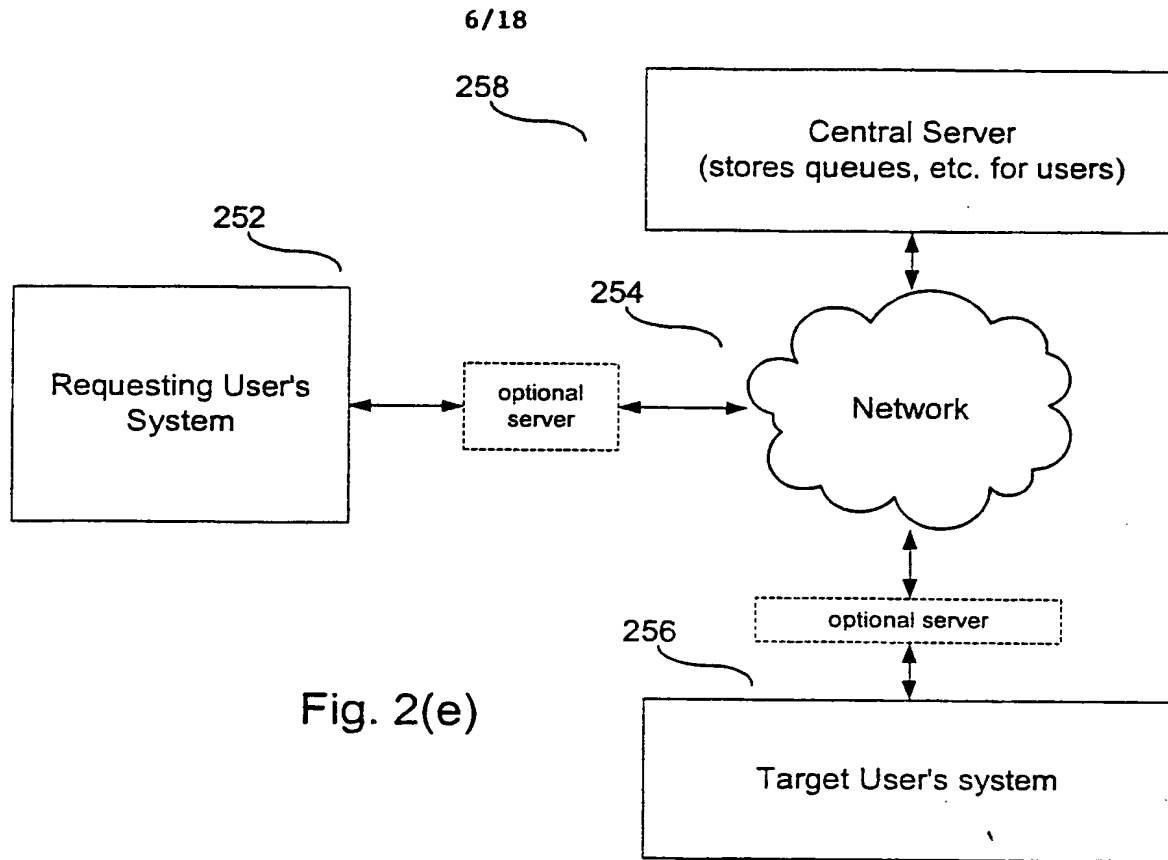 6/18
258
Central Server
(stores queues, etc. for users)
252
254
Requesting User's
System
optional
server
Network
optional server
256
Fig. 2(e)
Target User's system